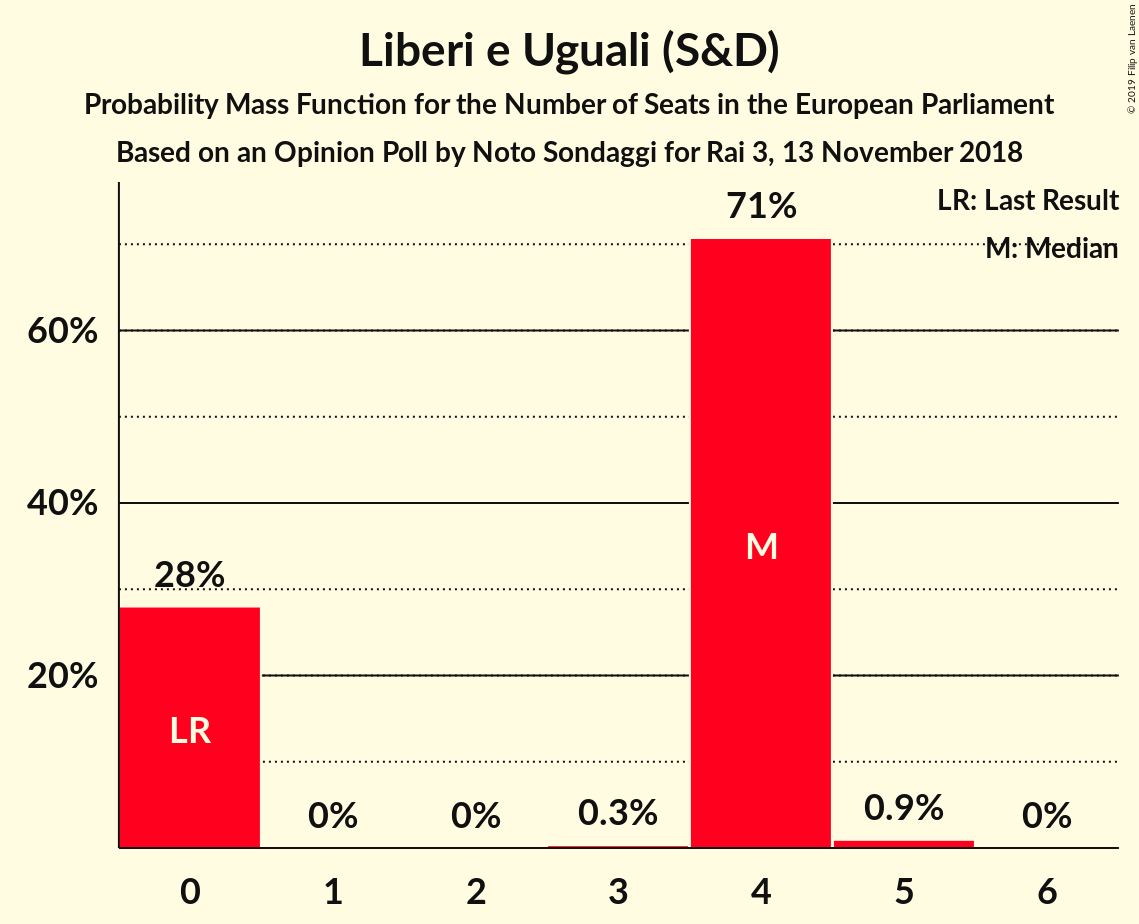 Liberi e Uguali (S&D)
Probability Mass Function for the Number of Seats in the European Parliament
Based on an Opinion Poll by Noto Sondaggi for Rai 3, 13 November 2018
© 2019 Filip van Laenen
LR: Last Result
M: Median
71%
60%
40%
28%
20%
M
LR
0%
0%
0.3%
0.9%
0%
0 1 2 3 4 5 6